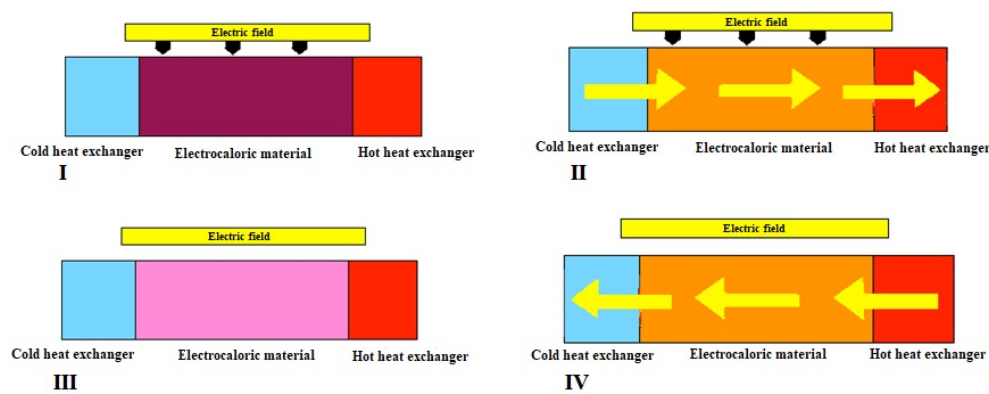 Electric field
Cold heat exchanger Electrocaloric material Hot heat exchanger
I
Electric field
Cold heat exchanger Electrocaloric material Hot heat exchanger
II
Electric field
Cold heat exchanger Electrocaloric material Hot heat exchanger
III
Electric field
Cold heat exchanger Electrocaloric material Hot heat exchanger
IV